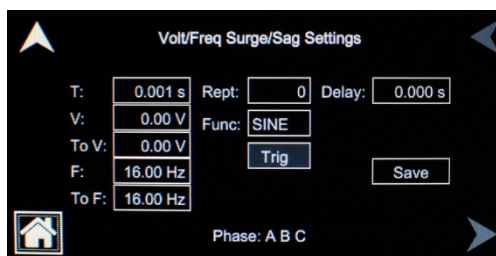 Volt/Freq Surge/Sag Settings
T: 0.001 s Rept: 0 Delay: 0.000 s
V: 0.00 V Func: SINE
To V: 0.00 V Trig
F: 16.00 Hz Save
To F: 16.00 Hz
Phase: A B C